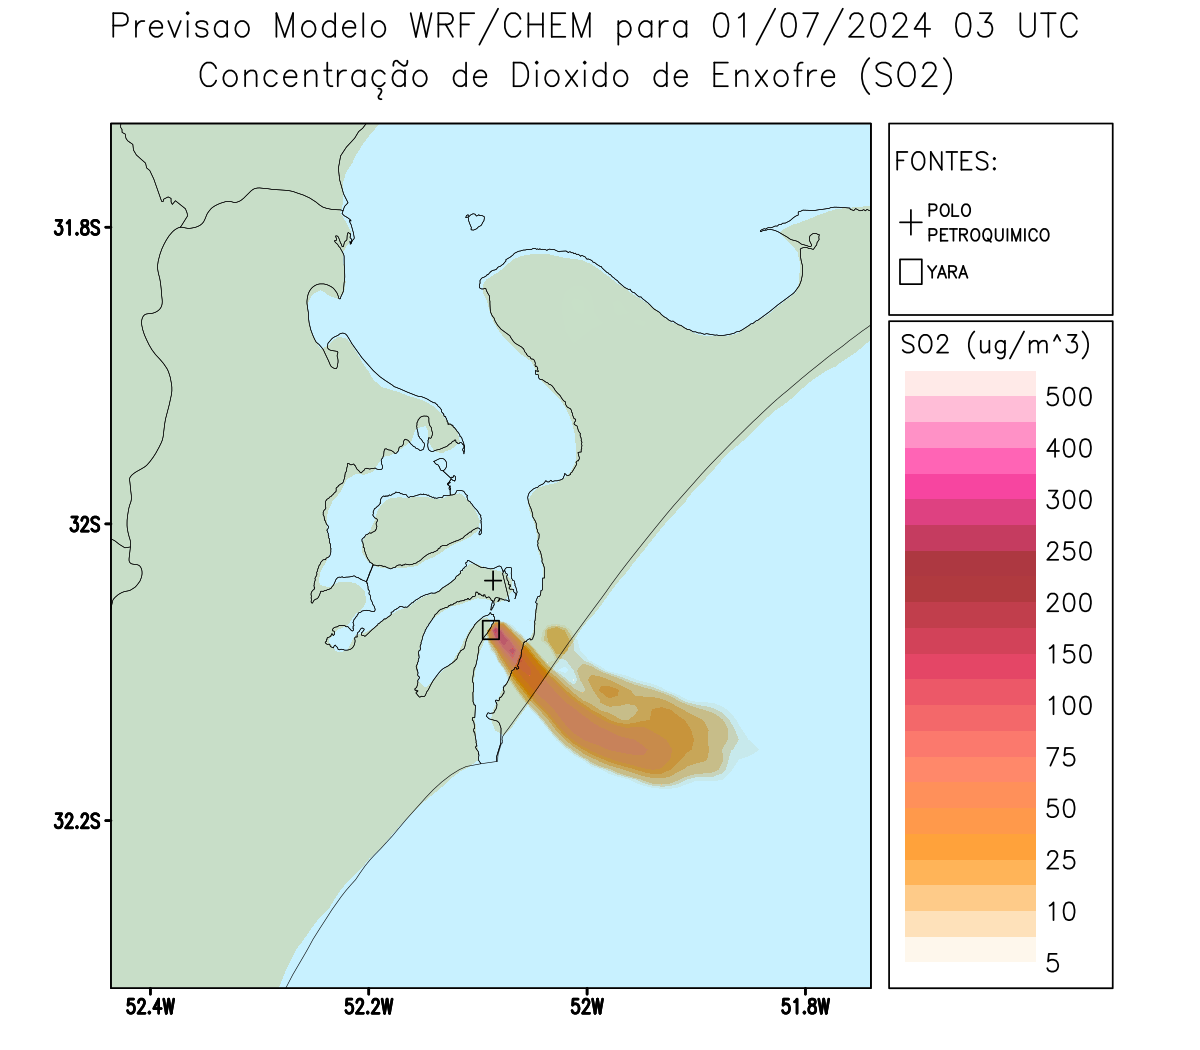 Previsao Modelo WRF/CHEM para 01/07/2024 03 UTC
Concentração de Dioxido de Enxofre (SO2)
FONTES:
POLO
PETROQUIMICO
YARA
31.8S
32S
32.2S
52.4W
52.2W
52W
51.8W
SO2 (ug/m^3)
500
400
300
250
200
150
100
75
50
25
10
5